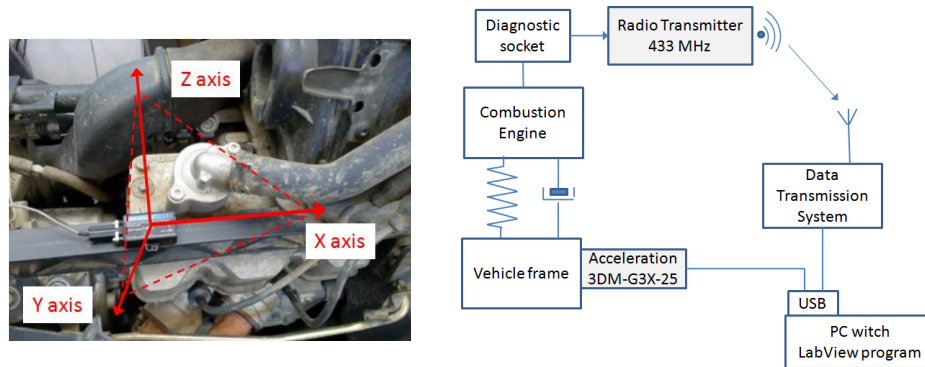 Z axis
X axis
Y axis
Diagnostic
socket
Radio Transmitter
433 MHz
Combustion
Engine
Data
Transmission
System
Vehicle frame
Acceleration
3DM-G3X-25
USB
PC witch
LabView program